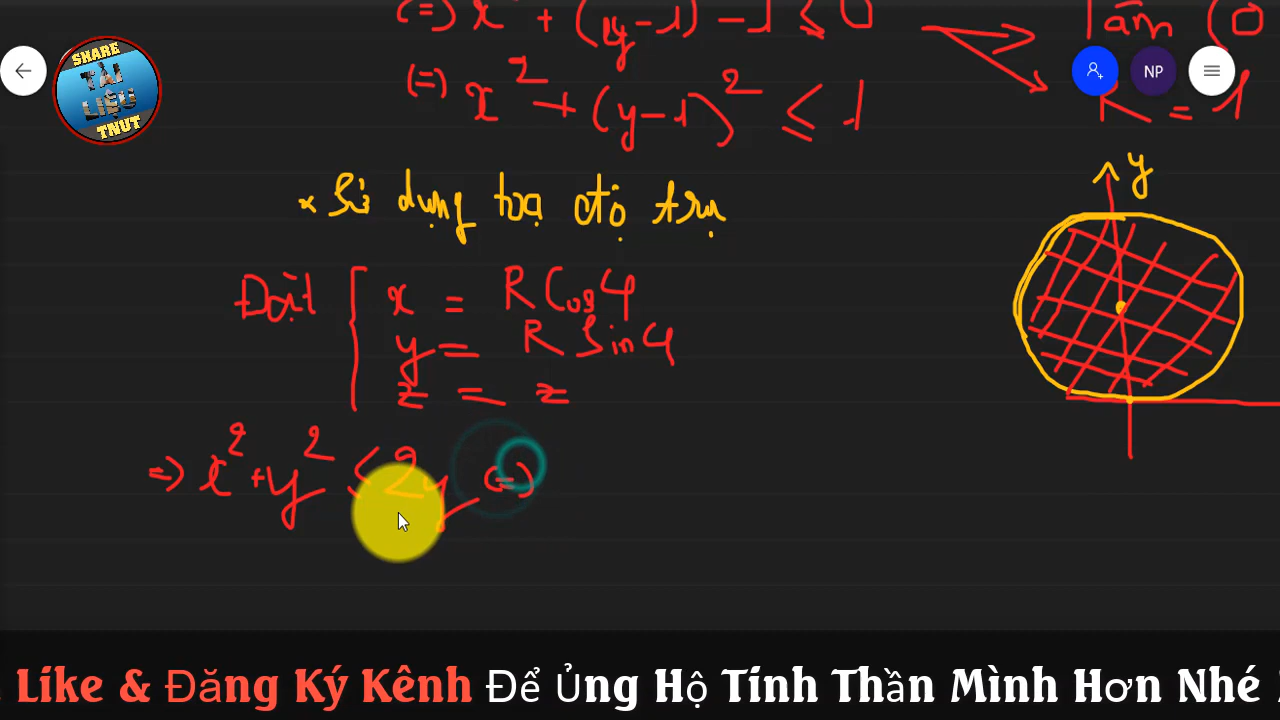 (=) x² + (y-1)² - 1 ≤ 0
Tâm (0
(=) x² + (y-1)² ≤ 1
R = 1
NP
SHARE
TÀI
LIỆU
TNUT
y
* Sử dụng toạ độ trụ
Đặt { x = R Cos φ
y = R Sin φ
z = z
=> x² + y² ≤ 2y (=)
Like & Đăng Ký Kênh Để Ủng Hộ Tính Thần Mình Hơn Nhé